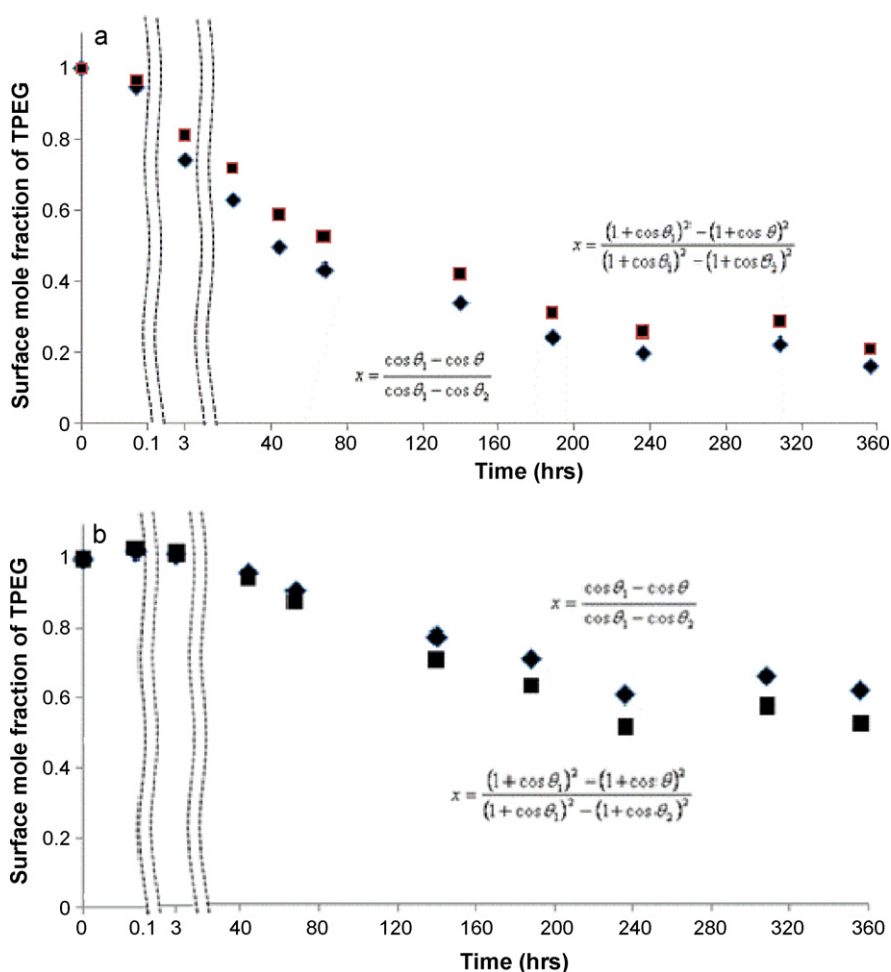 a
Surface mole fraction of TPEG
1
0.8
0.6
0.4
0.2
0
x = (1+cos θ₁)² − (1+cos θ)² / (1+cos θ₁)² − (1+cos θ₂)²
x = cos θ₁ − cos θ / cos θ₁ − cos θ₂
0 0.1 3 40 80 120 160 200 240 280 320 360
Time (hrs)
b
Surface mole fraction of TPEG
1
0.8
0.6
0.4
0.2
0
x = cos θ₁ − cos θ / cos θ₁ − cos θ₂
x = (1+cos θ₁)² − (1+cos θ)² / (1+cos θ₁)² − (1+cos θ₂)²
0 0.1 3 40 80 120 160 200 240 280 320 360
Time (hrs)